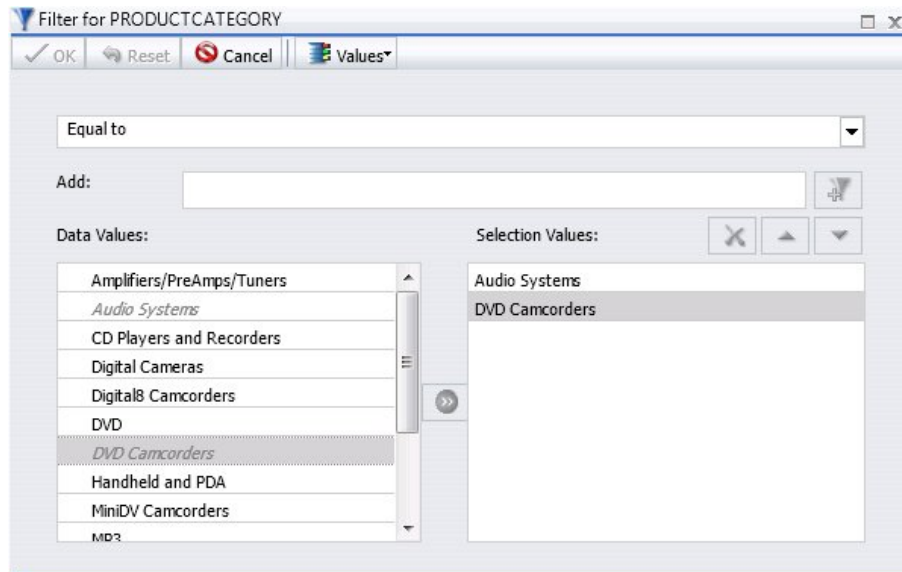 Filter for PRODUCTCATEGORY
OK Reset Cancel Values
Equal to
Add:
Data Values:
Selection Values:
Amplifiers/PreAmps/Tuners
Audio Systems
CD Players and Recorders
Digital Cameras
Digital8 Camcorders
DVD
DVD Camcorders
Handheld and PDA
MiniDV Camcorders
MP3
Audio Systems
DVD Camcorders